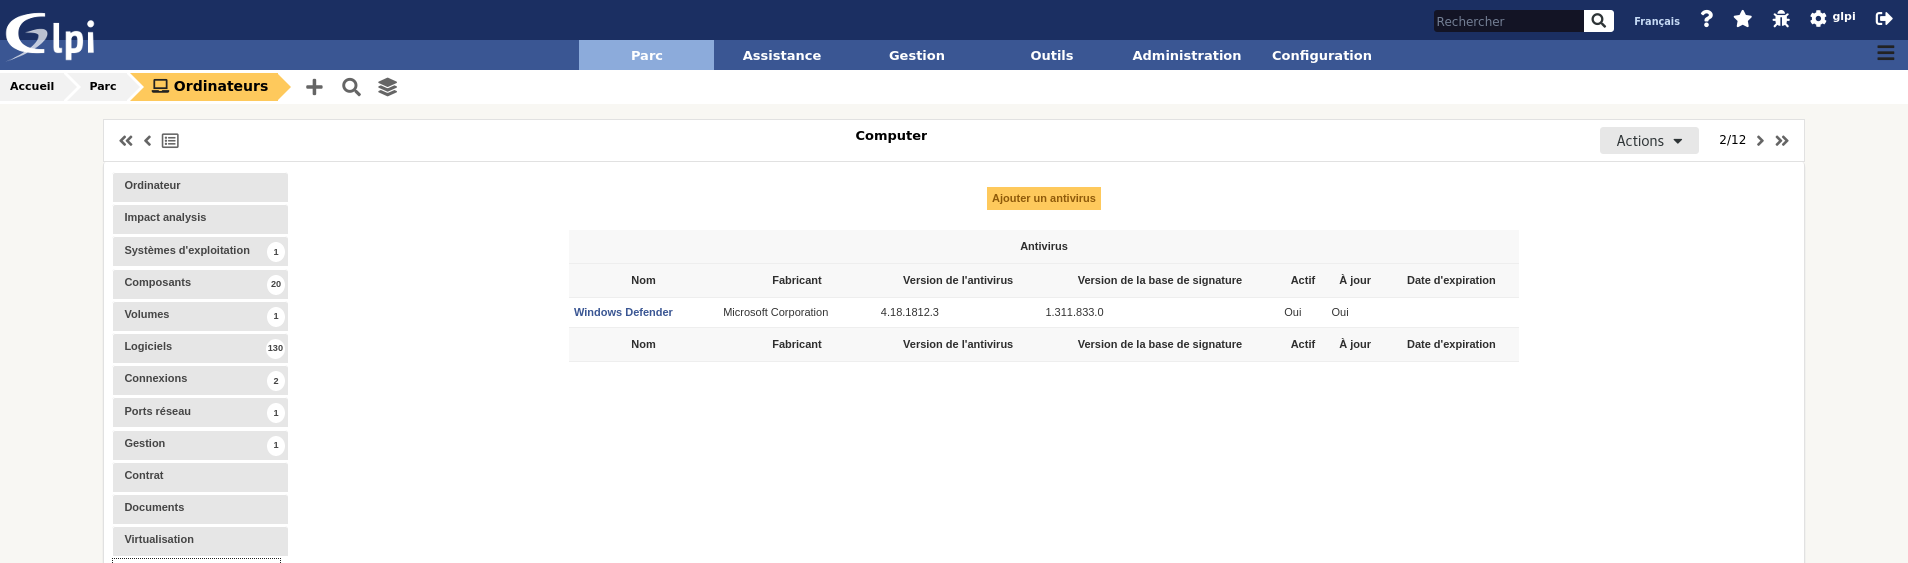 Glpi
Rechercher
Français
glpi
Parc Assistance Gestion Outils Administration Configuration
Accueil Parc Ordinateurs
Computer
Actions
2/12
Ordinateur
Impact analysis
Systèmes d'exploitation 1
Composants 20
Volumes 1
Logiciels 130
Connexions 2
Ports réseau 1
Gestion 1
Contrat
Documents
Virtualisation
Ajouter un antivirus
Antivirus
Nom Fabricant Version de l'antivirus Version de la base de signature Actif À jour Date d'expiration
Windows Defender Microsoft Corporation 4.18.1812.3 1.311.833.0 Oui Oui
Nom Fabricant Version de l'antivirus Version de la base de signature Actif À jour Date d'expiration